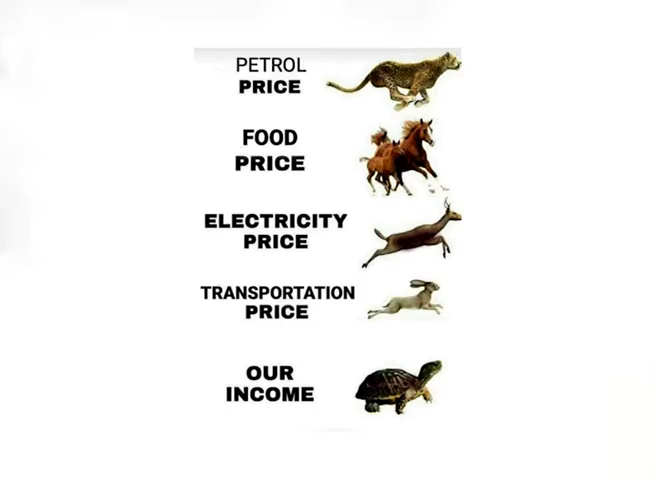 PETROL
PRICE
FOOD
PRICE
ELECTRICITY
PRICE
TRANSPORTATION
PRICE
OUR
INCOME